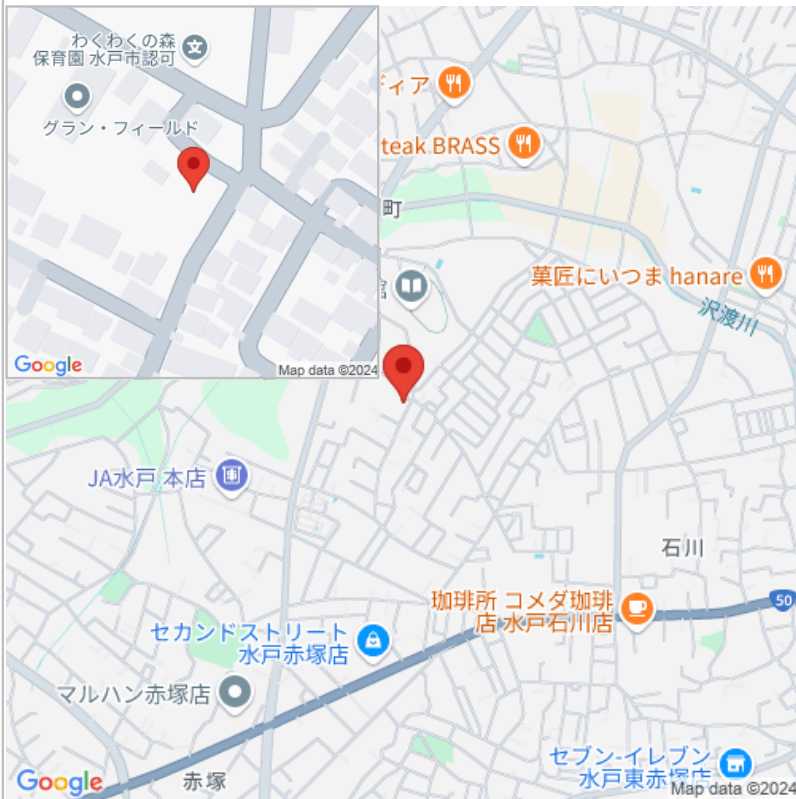 わくわくの森
保育園 水戸市認可
グラン・フィールド
Google
Map data ©2024
ディア
teak BRASS
町
菓匠にいつま hanare
沢渡川
館
JA水戸 本店
石川
珈琲所 コメダ珈琲
店 水戸石川店
50
セカンドストリート
水戸赤塚店
マルハン赤塚店
赤塚
セブン-イレブン
水戸東赤塚店
Google
Map data ©2024